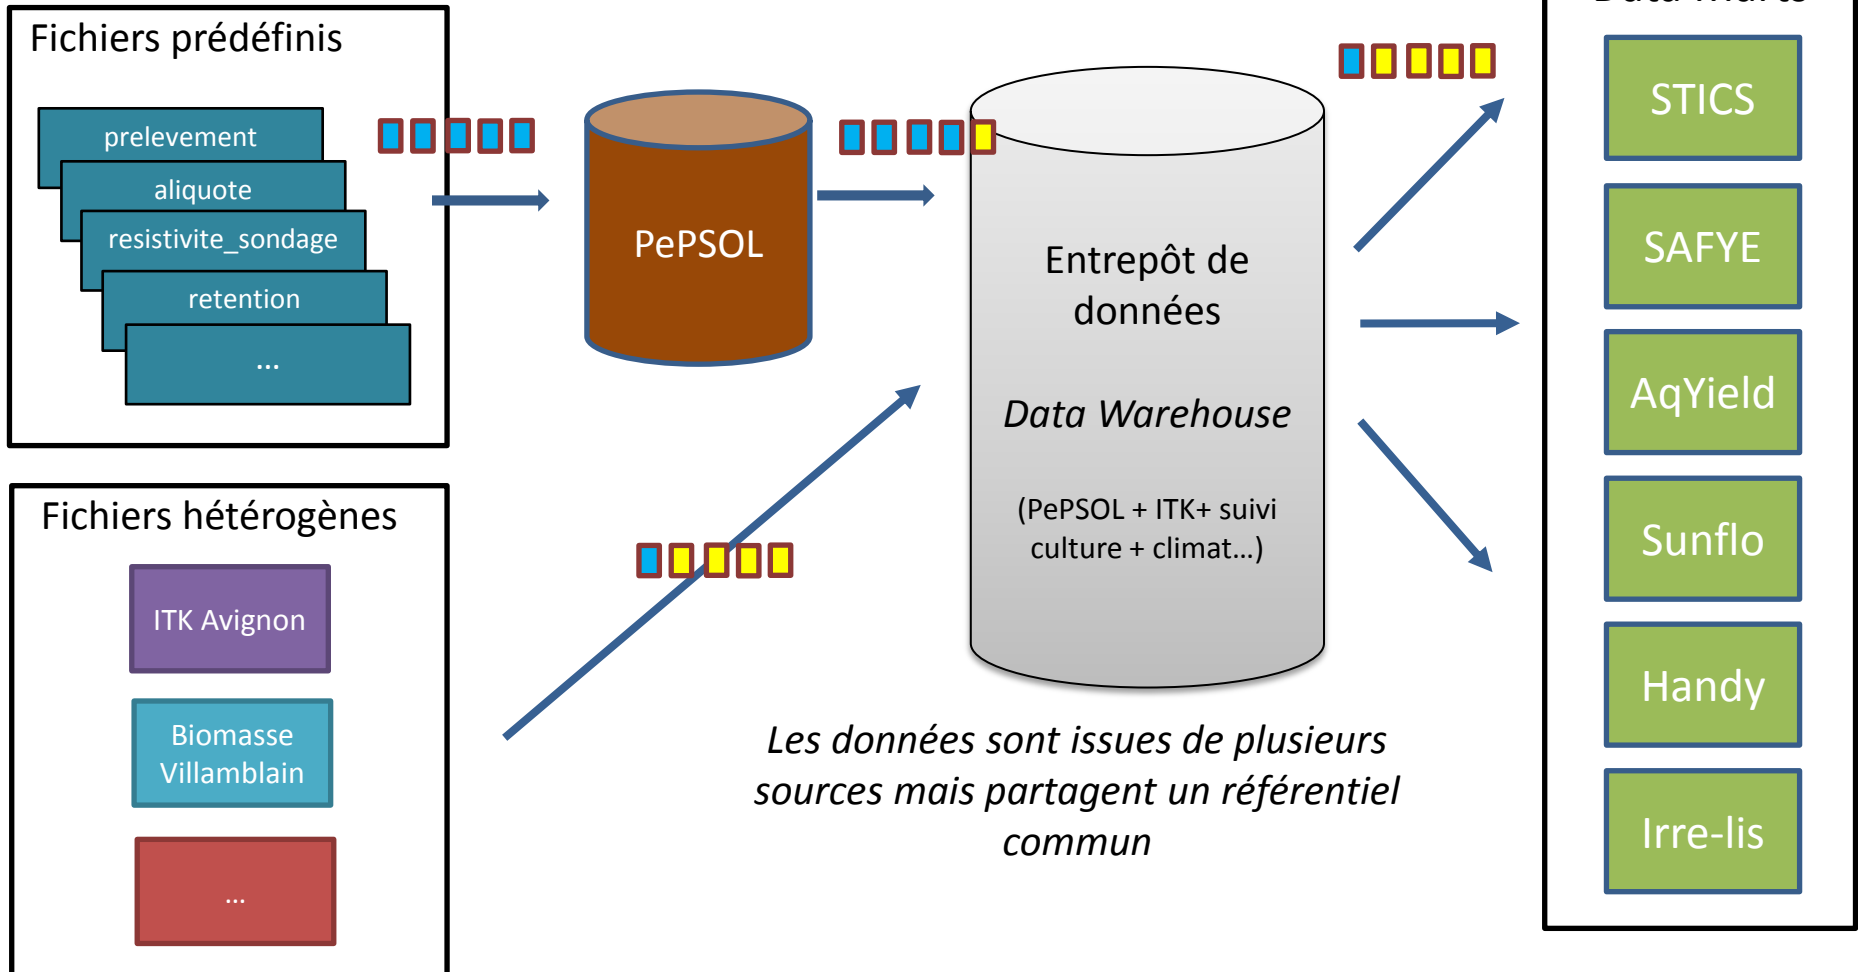 Fichiers prédéfinis
prelevement
aliquote
resistivite_sondage
retention
...
PePSOL
Entrepôt de
données
Data Warehouse
(PePSOL + ITK+ suivi
culture + climat...)
Les données sont issues de plusieurs
sources mais partagent un référentiel
commun
Fichiers hétérogènes
ITK Avignon
Biomasse
Villamblain
...
STICS
SAFYE
AqYield
Sunflo
Handy
Irre-lis